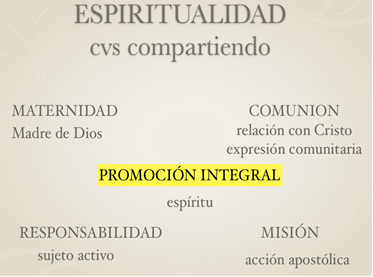 ESPIRITUALIDAD
cvs compartiendo
MATERNIDAD
Madre de Dios
COMUNION
relación con Cristo
expresión comunitaria
PROMOCIÓN INTEGRAL
espíritu
RESPONSABILIDAD
sujeto activo
MISIÓN
acción apostólica